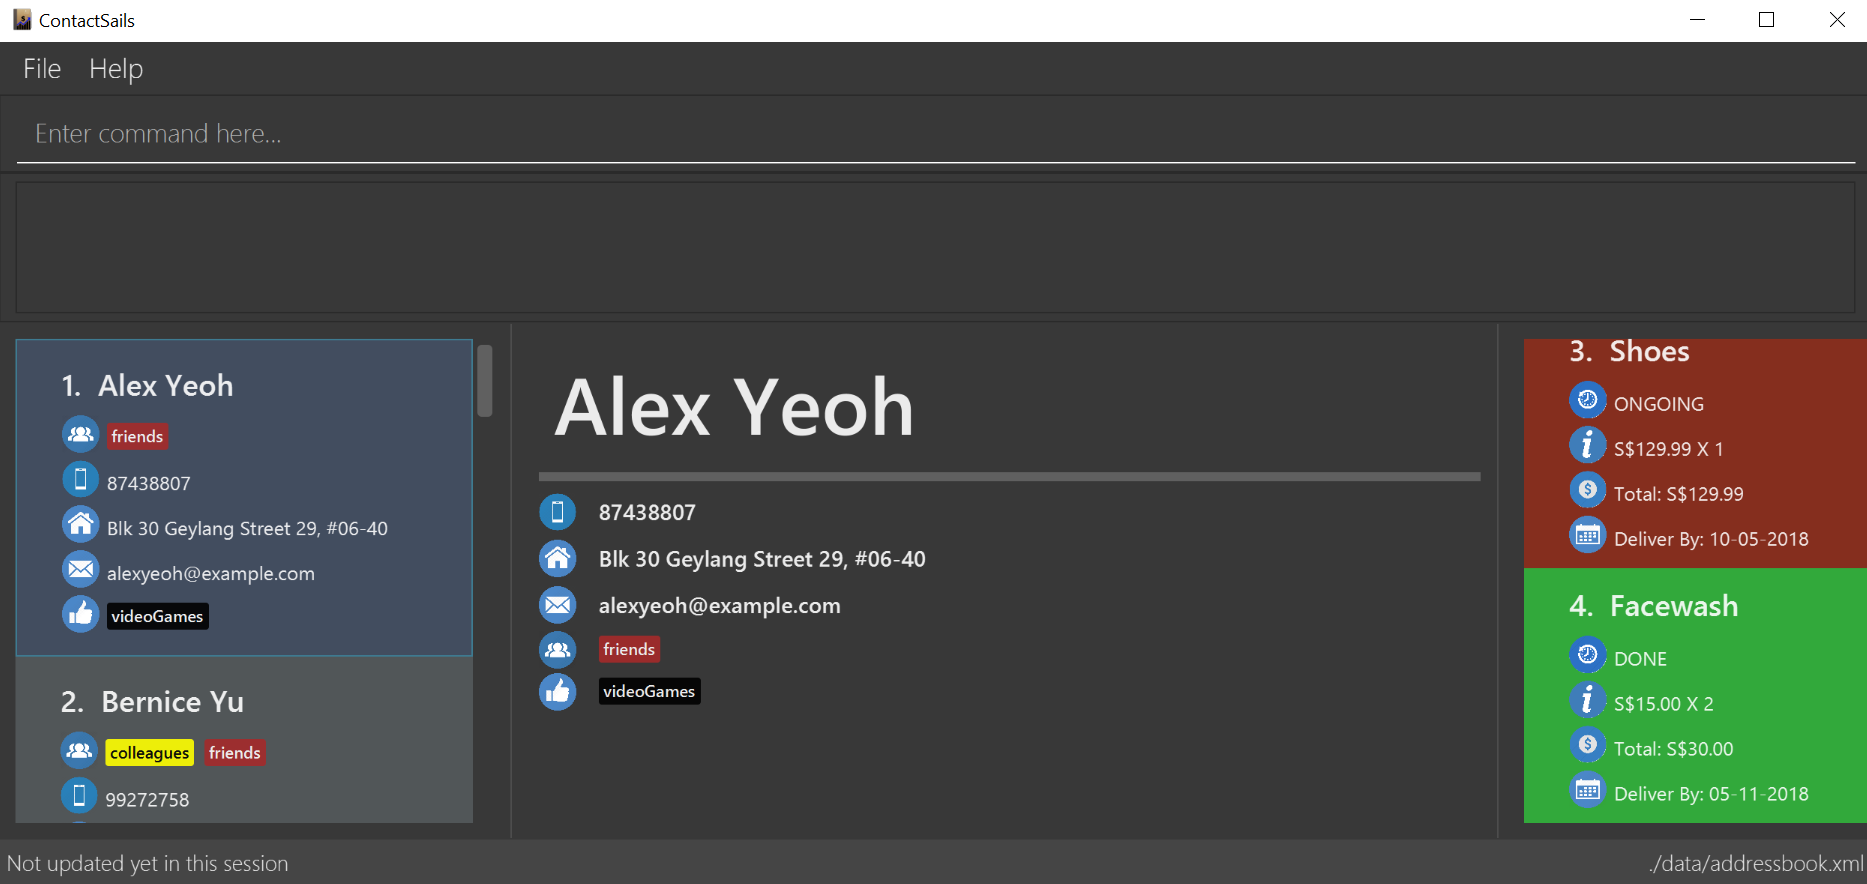 ContactSails
File Help
Enter command here...
1. Alex Yeoh
friends
87438807
Blk 30 Geylang Street 29, #06-40
alexyeoh@example.com
videoGames
2. Bernice Yu
colleagues friends
99272758
Alex Yeoh
87438807
Blk 30 Geylang Street 29, #06-40
alexyeoh@example.com
friends
videoGames
3. Shoes
ONGOING
S$129.99 X 1
Total: S$129.99
Deliver By: 10-05-2018
4. Facewash
DONE
S$15.00 X 2
Total: S$30.00
Deliver By: 05-11-2018
Not updated yet in this session
./data/addressbook.xml